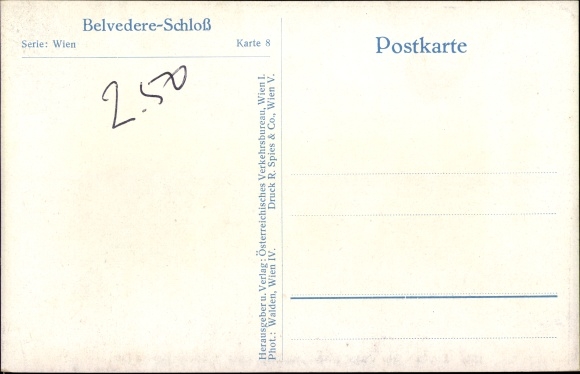 Belvedere-Schloß
Serie: Wien Karte 8
2.50
Herausgeber u. Verlag: Österreichisches Verkehrsbureau, Wien I.
Phot.: Walden, Wien IV. Druck R. Spies & Co., Wien V.
Postkarte